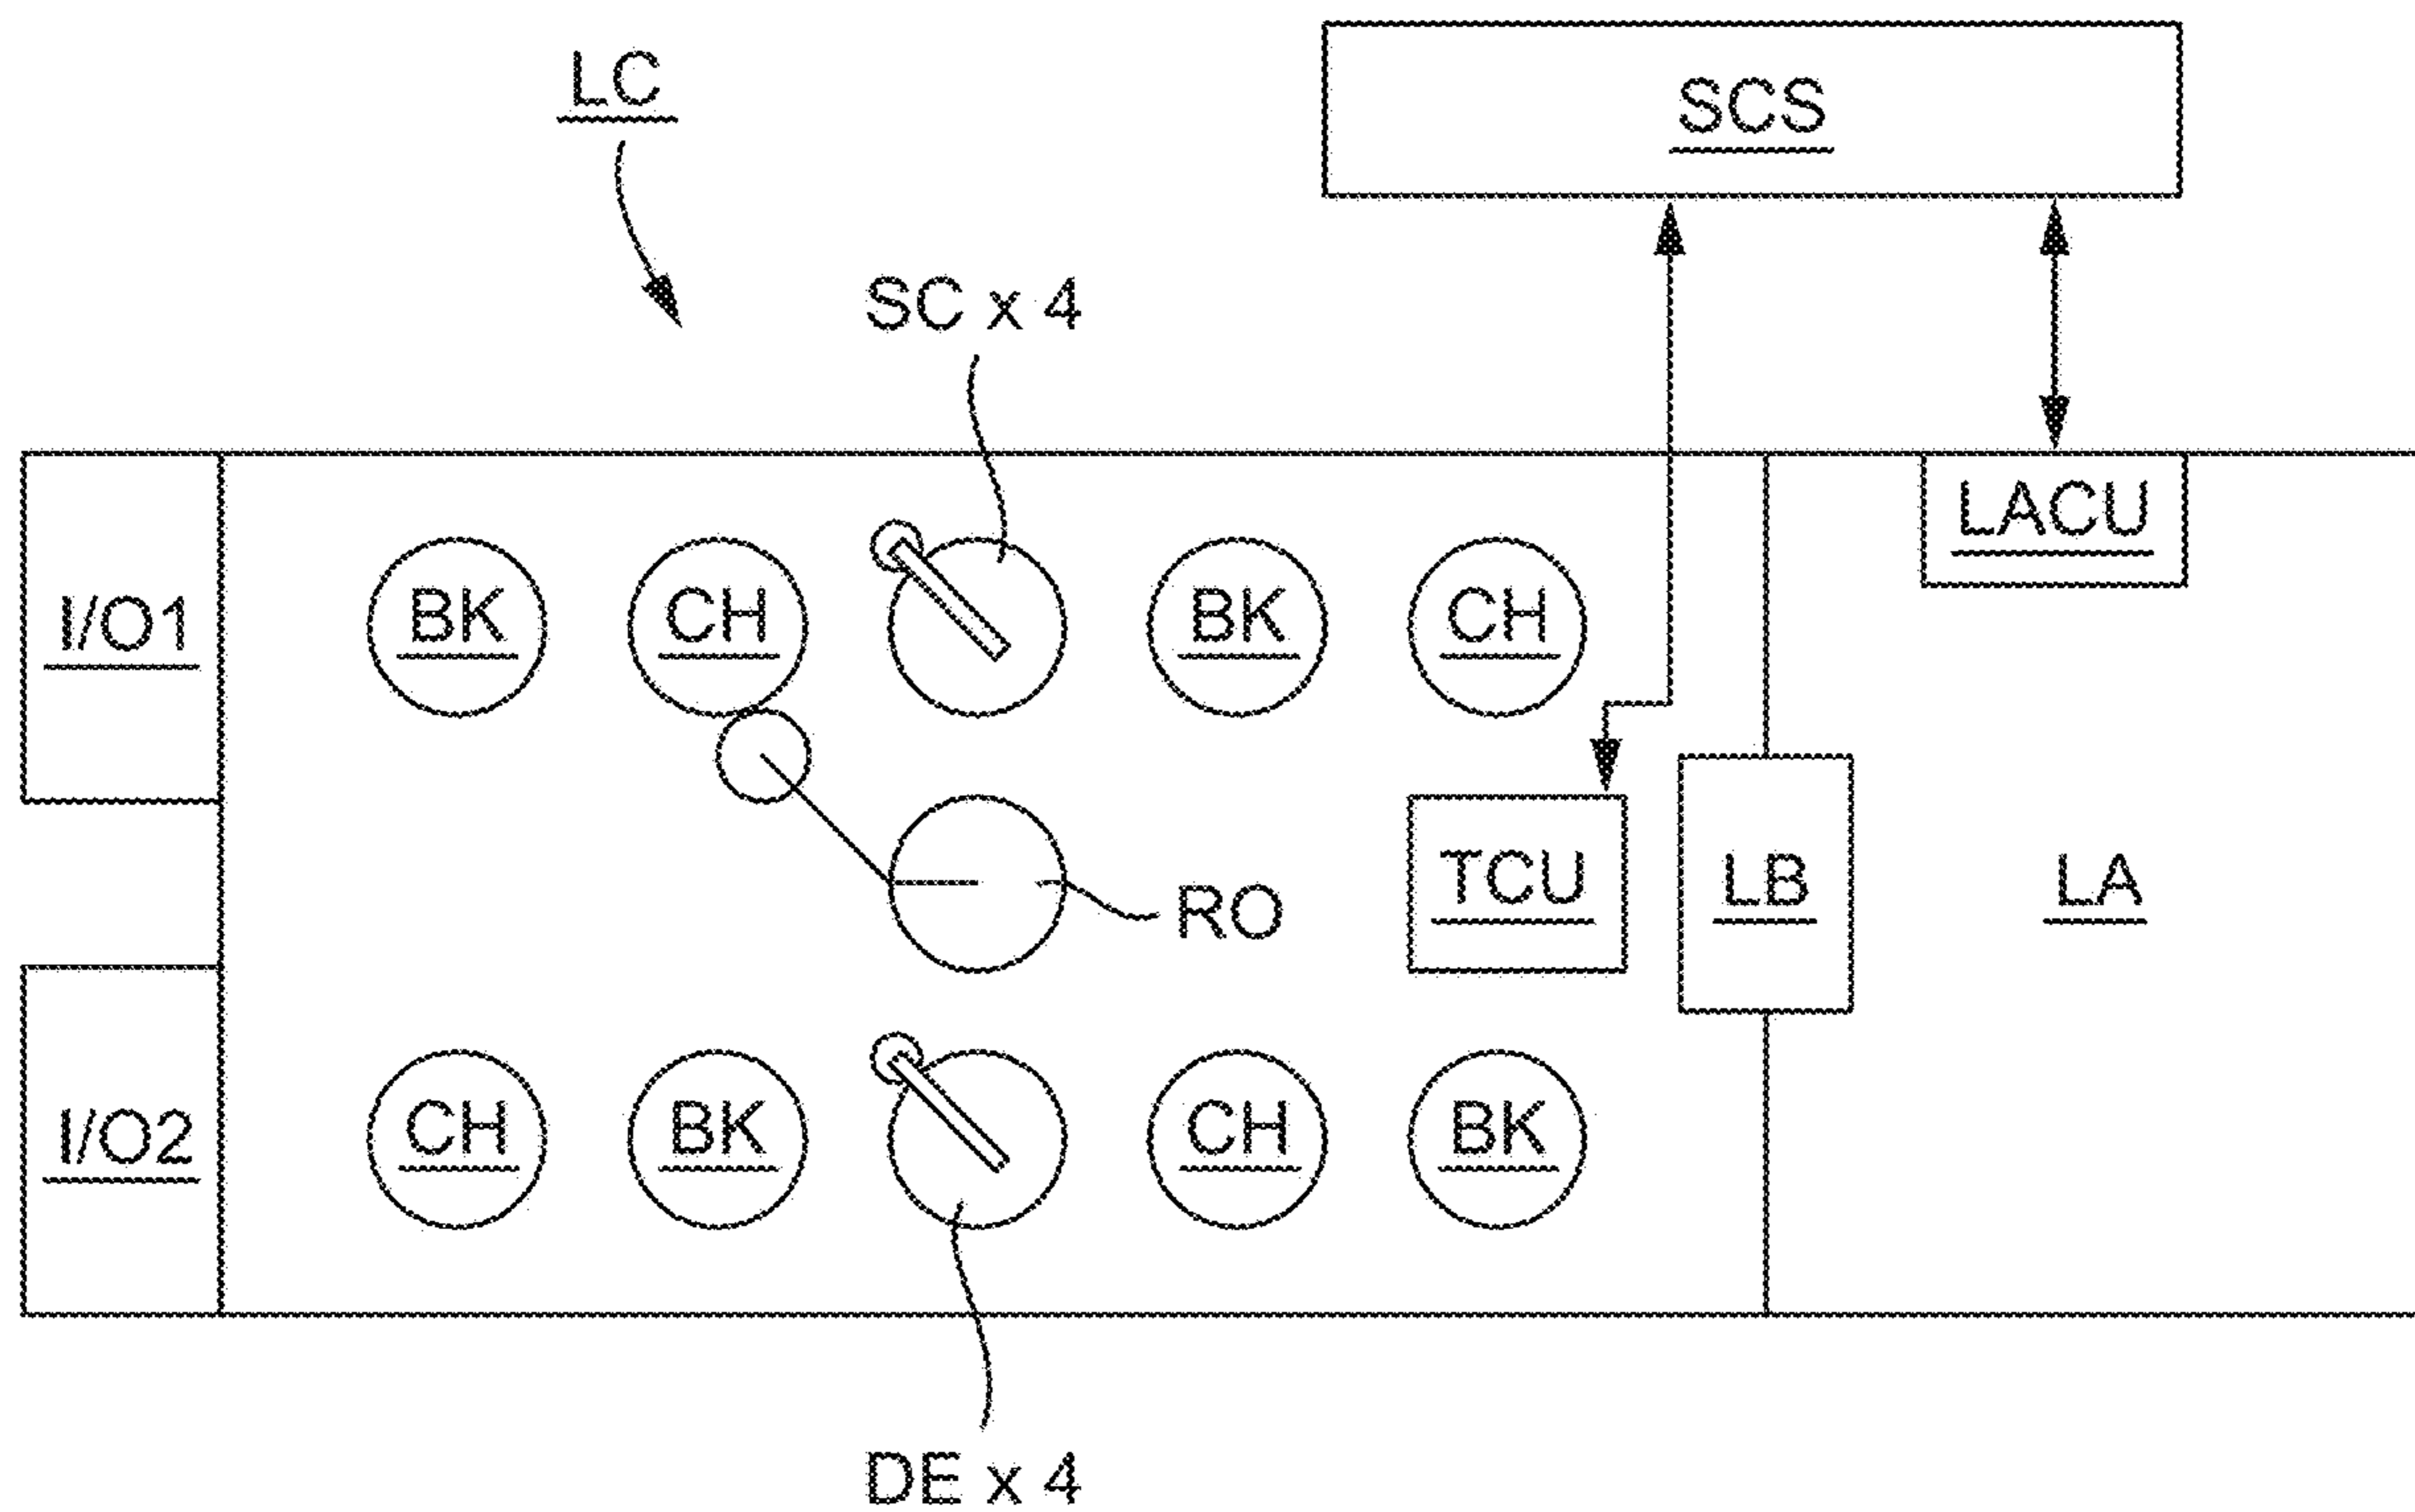 LC
SCS
SC x 4
LACU
I/O1
BK
CH
BK
CH
TCU
LB
LA
RO
I/O2
CH
BK
CH
BK
DE x 4